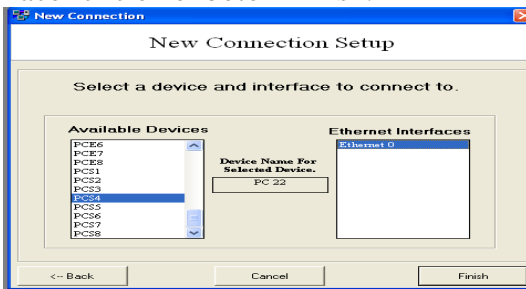 New Connection
New Connection Setup
Select a device and interface to connect to.
Available Devices
Ethernet Interfaces
PCE6
PCE7
PCE8
PCS1
PCS2
PCS3
PCS4
PCS5
PCS6
PCS7
PCS8
Device Name For
Selected Device.
PC 22
Ethernet 0
<-- Back
Cancel
Finish